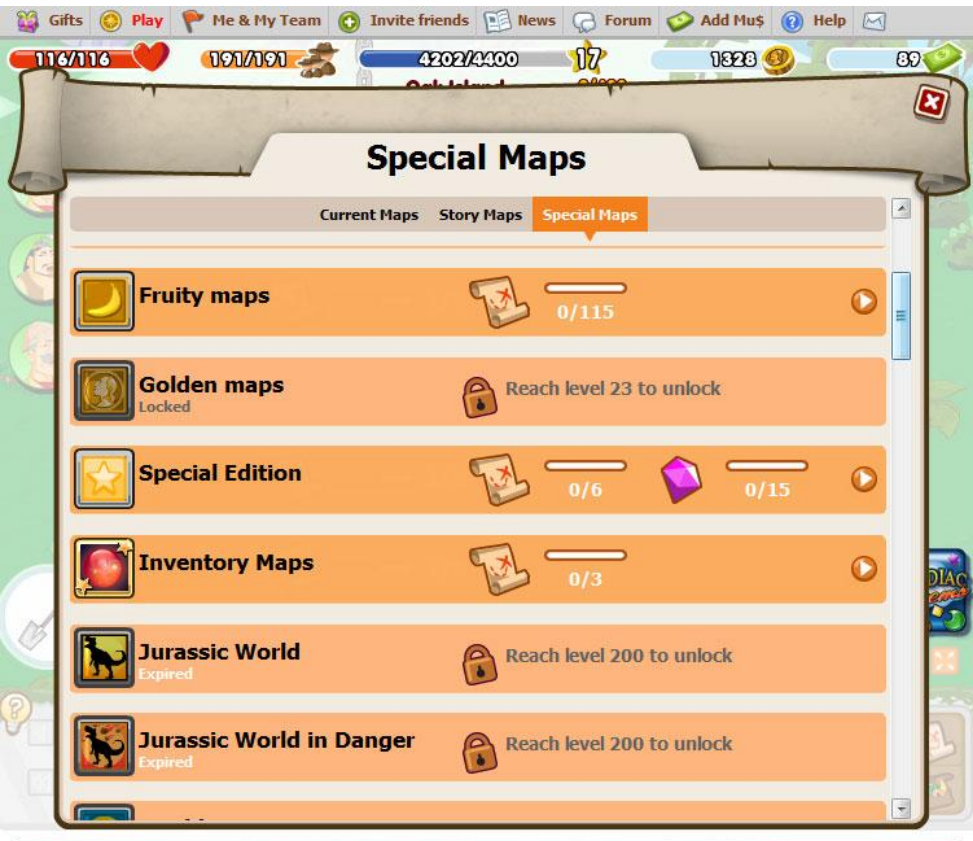 Gifts Play Me & My Team Invite friends News Forum Add Mu$ Help
116/116 191/191 4202/4400 17 1328 89
Oak Island
Special Maps
Current Maps Story Maps Special Maps
Fruity maps
0/115
Golden maps
Locked
Reach level 23 to unlock
Special Edition
0/6 0/15
Inventory Maps
0/3
Jurassic World
Expired
Reach level 200 to unlock
Jurassic World in Danger
Expired
Reach level 200 to unlock